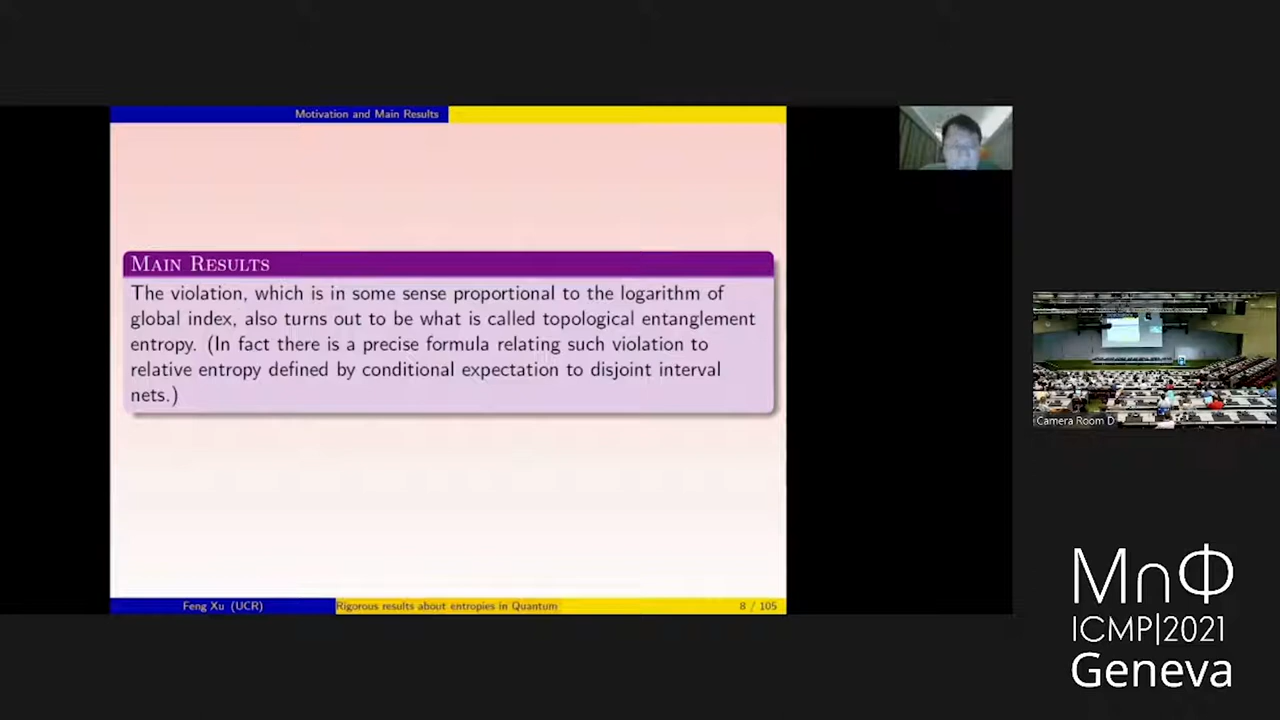 Motivation and Main Results
MAIN RESULTS
The violation, which is in some sense proportional to the logarithm of
global index, also turns out to be what is called topological entanglement
entropy. (In fact there is a precise formula relating such violation to
relative entropy defined by conditional expectation to disjoint interval
nets.)
Feng Xu (UCR)
Rigorous results about entropies in Quantum
8 / 105
Camera Room D
M∩Φ
ICMP|2021
Geneva